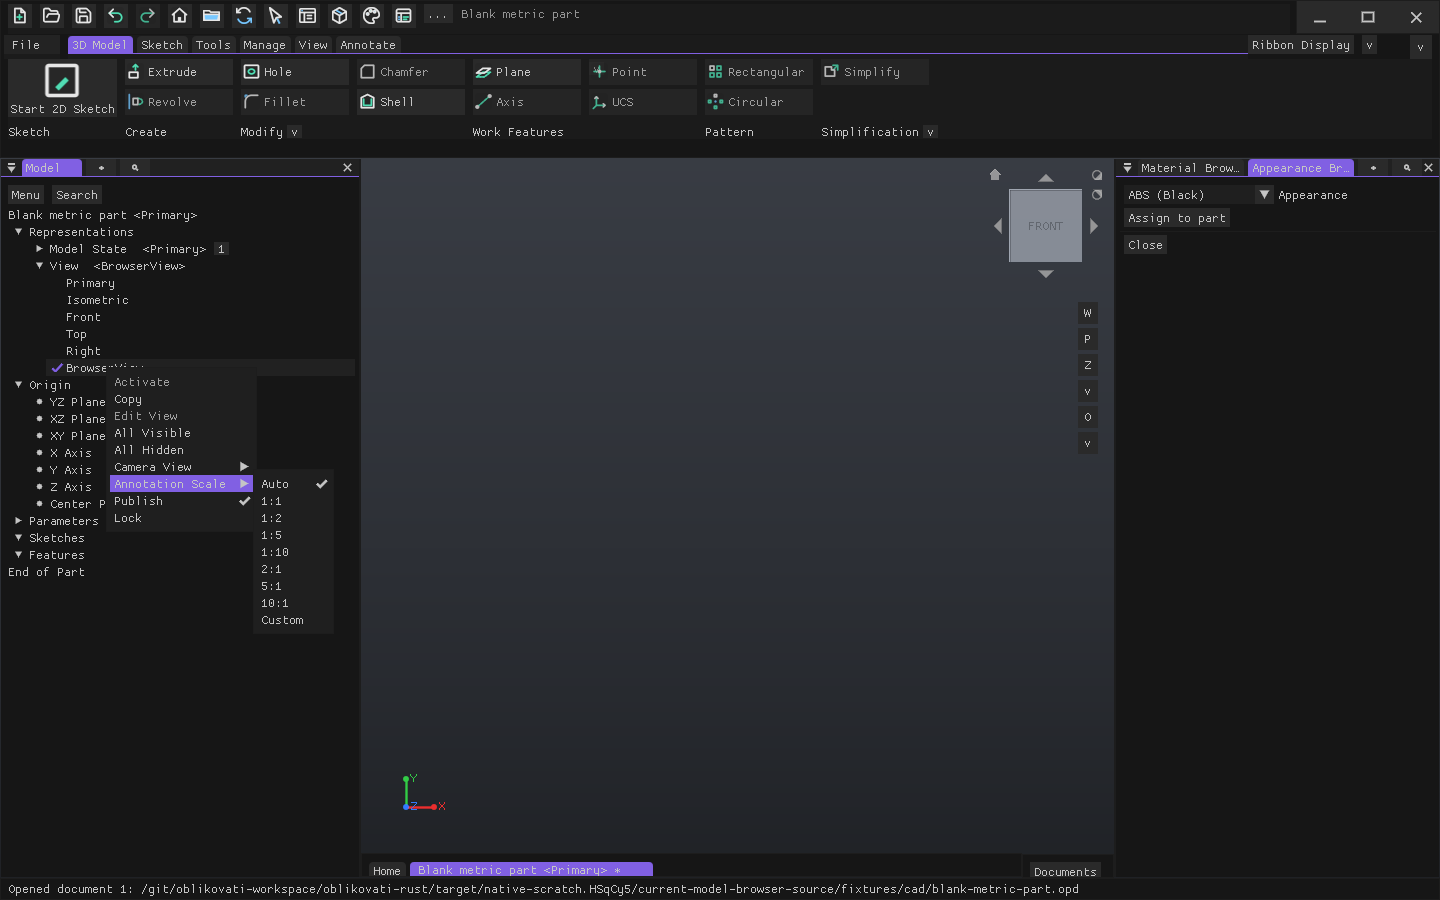 ... Blank metric part
File 3D Model Sketch Tools Manage View Annotate Ribbon Display v v
Start 2D Sketch
Extrude Hole Chamfer Plane Point Rectangular Simplify
Revolve Fillet Shell Axis UCS Circular
Sketch Create Modify v Work Features Pattern Simplification v
Model
Menu Search
Blank metric part <Primary>
Representations
Model State <Primary> 1
View <BrowserView>
Primary
Isometric
Front
Top
Right
BrowserView
Origin
YZ Plane
XZ Plane
XY Plane
X Axis
Y Axis
Z Axis
Center P
Parameters
Sketches
Features
End of Part
Activate
Copy
Edit View
All Visible
All Hidden
Camera View
Annotation Scale
Publish
Lock
Auto
1:1
1:2
1:5
1:10
2:1
5:1
10:1
Custom
FRONT
W
P
Z
v
O
v
Y
Z X
Material Brow… Appearance Br…
ABS (Black) Appearance
Assign to part
Close
Home Blank metric part <Primary> * Documents
Opened document 1: /git/oblikovati-workspace/oblikovati-rust/target/native-scratch.HSqCy5/current-model-browser-source/fixtures/cad/blank-metric-part.opd